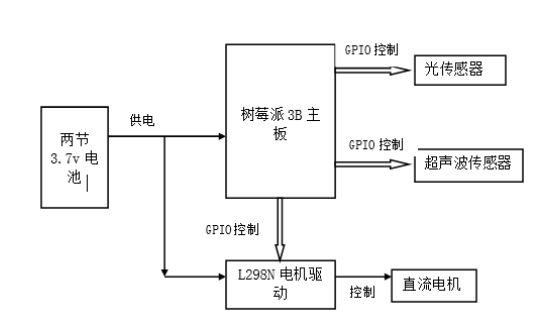 GPIO 控制
光传感器
树莓派 3B 主
板
供电
两节
3.7v 电
池
GPIO 控制
超声波传感器
GPIO控制
L298N 电机驱
动
控制
直流电机